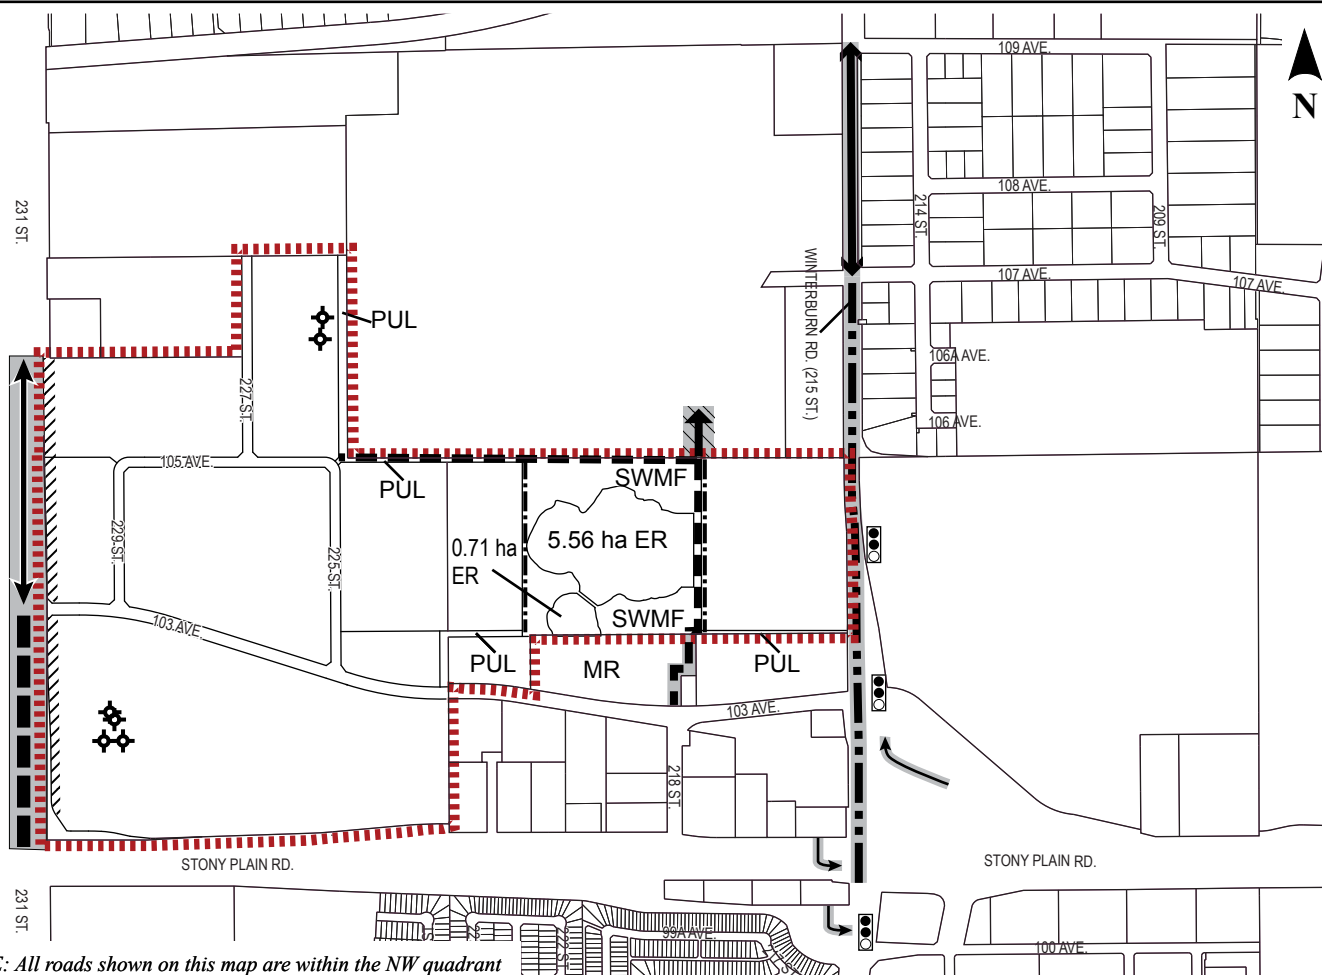 109 AVE.
N
108 AVE.
231 ST.
214 ST.
209 ST.
WINTERBURN RD. (215 ST.)
107 AVE.
107 AVE.
PUL
106A AVE.
227 ST.
106 AVE.
105 AVE.
PUL
SWMF
229 ST.
225 ST.
0.71 ha
ER
5.56 ha ER
SWMF
103 AVE.
PUL
MR
PUL
103 AVE.
218 ST.
STONY PLAIN RD.
STONY PLAIN RD.
231 ST.
99A AVE.
222 ST.
100 AVE.
: All roads shown on this map are within the NW quadrant